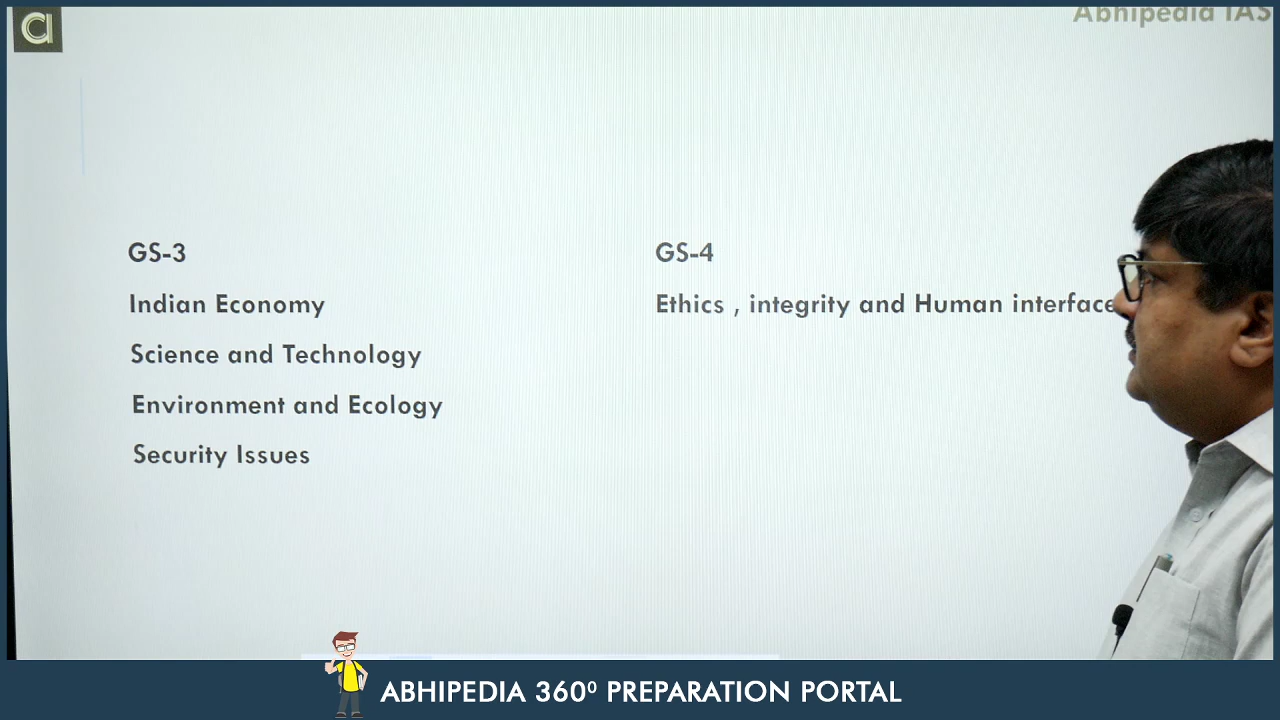 Abhipedia IAS
GS-3
Indian Economy
Science and Technology
Environment and Ecology
Security Issues
GS-4
Ethics , integrity and Human interface
ABHIPEDIA 360⁰ PREPARATION PORTAL